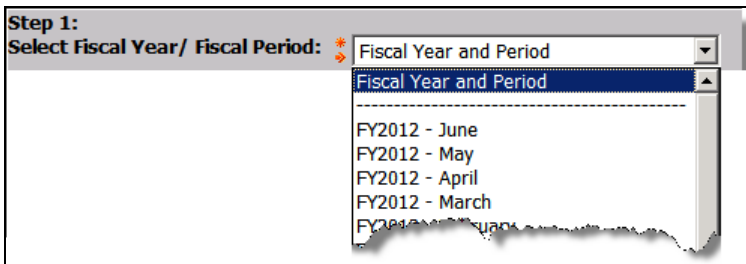 Step 1:
Select Fiscal Year/ Fiscal Period: Fiscal Year and Period
Fiscal Year and Period
FY2012 - June
FY2012 - May
FY2012 - April
FY2012 - March